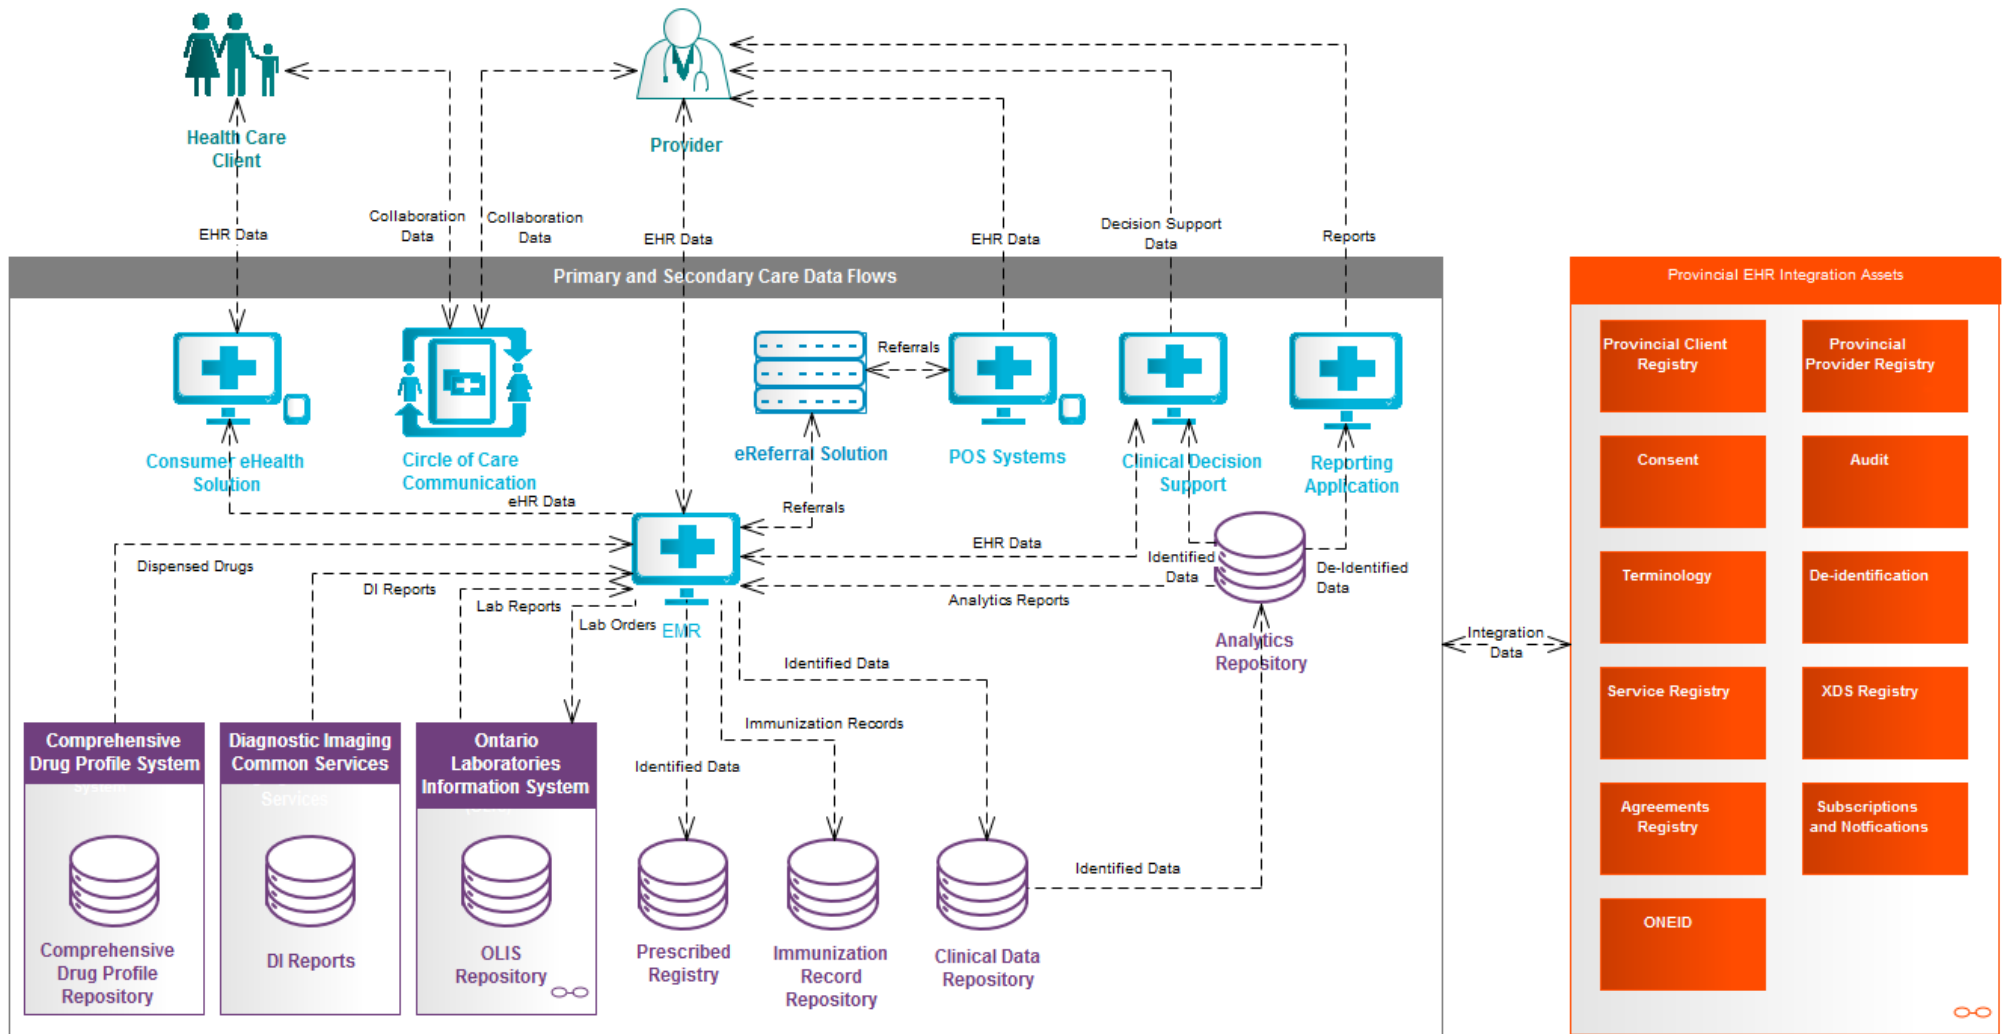 Health Care
Client
Provider
EHR Data
Collaboration
Data
Collaboration
Data
EHR Data
EHR Data
Decision Support
Data
Reports
Primary and Secondary Care Data Flows
Consumer eHealth
Solution
Circle of Care
Communication
eReferral Solution
Referrals
POS Systems
Clinical Decision
Support
Reporting
Application
eHR Data
Referrals
EHR Data
Identified
Data
De-Identified
Data
Dispensed Drugs
DI Reports
Lab Reports
Lab Orders
EMR
Analytics Reports
Analytics
Repository
Identified Data
Immunization Records
Identified Data
Identified Data
Comprehensive
Drug Profile System
System
Comprehensive
Drug Profile
Repository
Diagnostic Imaging
Common Services
Services
DI Reports
Ontario
Laboratories
Information System
OLIS
Repository
Prescribed
Registry
Immunization
Record
Repository
Clinical Data
Repository
Integration
Data
Provincial EHR Integration Assets
Provincial Client
Registry
Provincial
Provider Registry
Consent
Audit
Terminology
De-identification
Service Registry
XDS Registry
Agreements
Registry
Subscriptions
and Notfications
ONEID